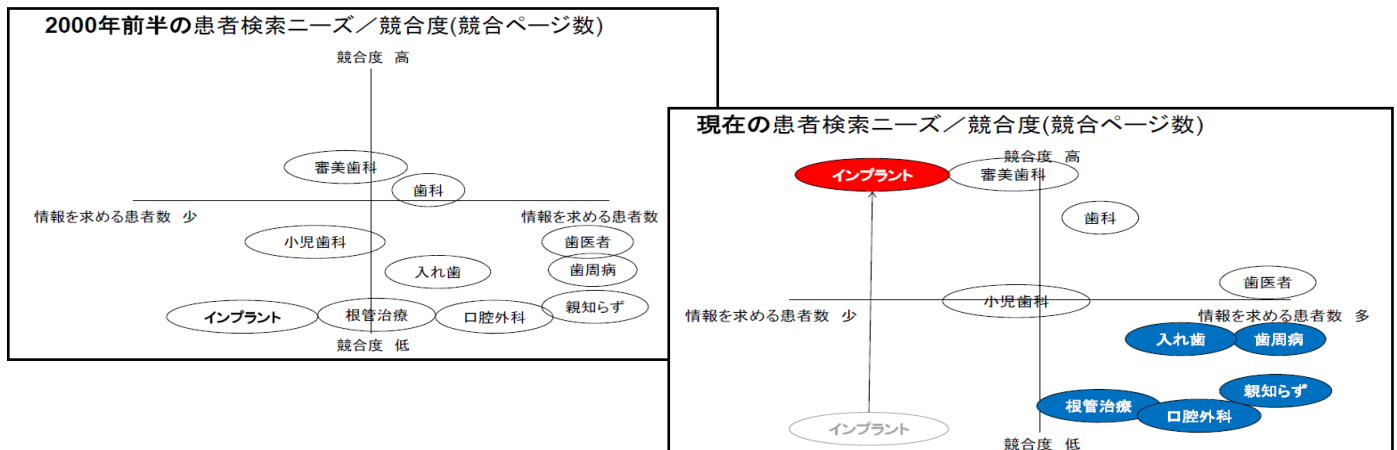 2000年前半の患者検索ニーズ／競合度(競合ページ数)
競合度 高
審美歯科
歯科
情報を求める患者数 少
情報を求める患者数
小児歯科
歯医者
入れ歯
歯周病
インプラント
根管治療
口腔外科
親知らず
競合度 低
現在の患者検索ニーズ／競合度(競合ページ数)
競合度 高
インプラント
審美歯科
歯科
歯医者
小児歯科
情報を求める患者数 少
情報を求める患者数 多
入れ歯
歯周病
親知らず
根管治療
口腔外科
インプラント
競合度 低